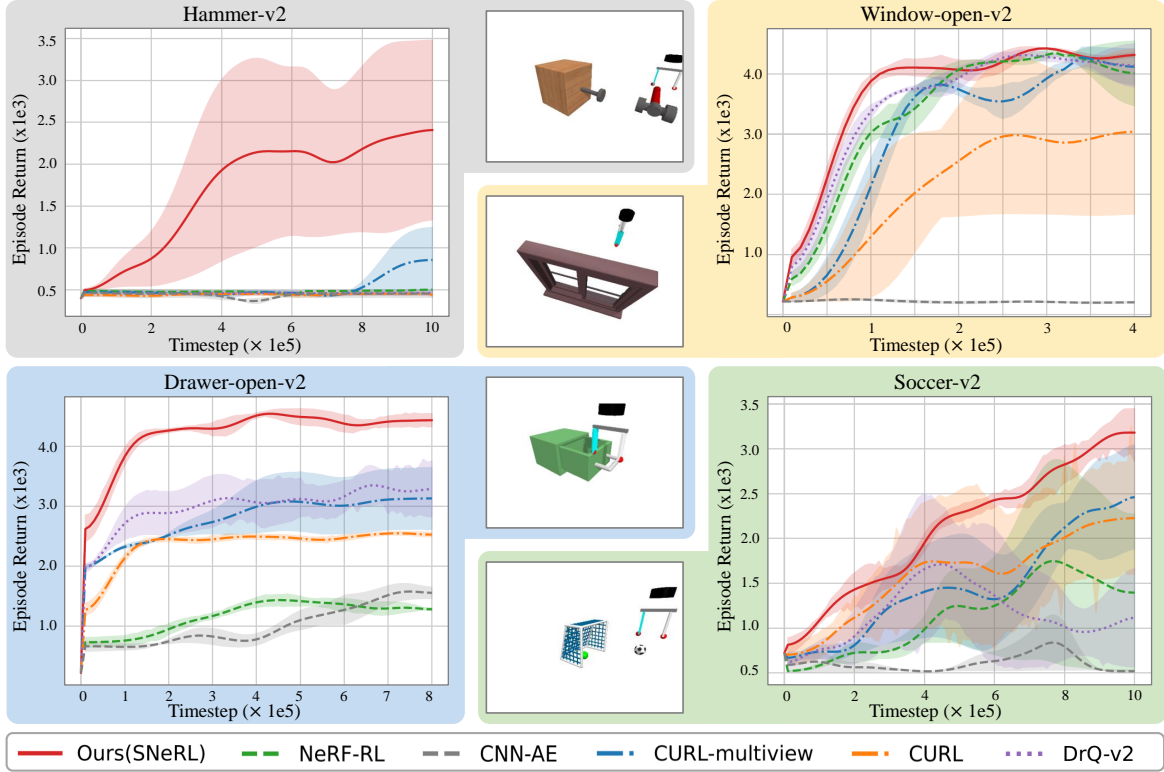 Hammer-v2
Episode Return (x1e3)
3.5
3.0
2.5
2.0
1.5
1.0
0.5
0 2 4 6 8 10
Timestep (× 1e5)
Window-open-v2
Episode Return (x1e3)
4.0
3.0
2.0
1.0
0 1 2 3 4
Timestep (× 1e5)
Drawer-open-v2
Episode Return (x1e3)
4.0
3.0
2.0
1.0
0 1 2 3 4 5 6 7 8
Timestep (× 1e5)
Soccer-v2
Episode Return (x1e3)
3.5
3.0
2.5
2.0
1.5
1.0
0.5
0 2 4 6 8 10
Timestep (× 1e5)
Ours(SNeRL) NeRF-RL CNN-AE CURL-multiview CURL DrQ-v2